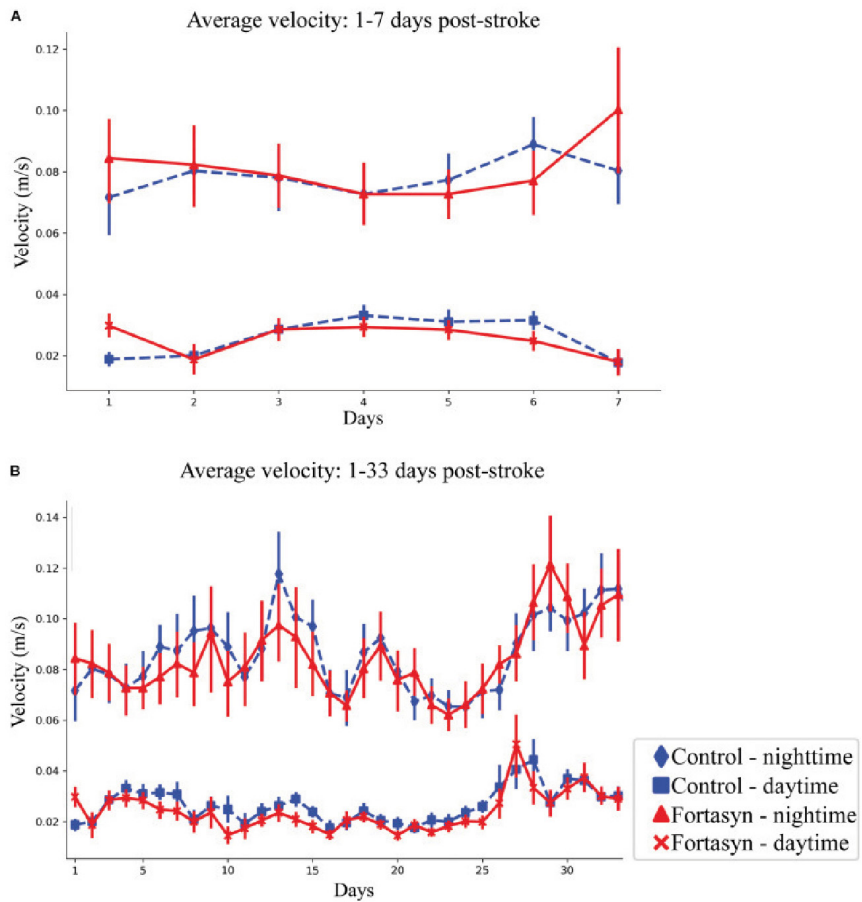 A
Average velocity: 1-7 days post-stroke
0.12
0.10
0.08
0.06
0.04
0.02
Velocity (m/s)
1 2 3 4 5 6 7
Days
B
Average velocity: 1-33 days post-stroke
0.14
0.12
0.10
0.08
0.06
0.04
0.02
Velocity (m/s)
1 5 10 15 20 25 30
Days
Control - nighttime
Control - daytime
Fortasyn - nightime
Fortasyn - daytime